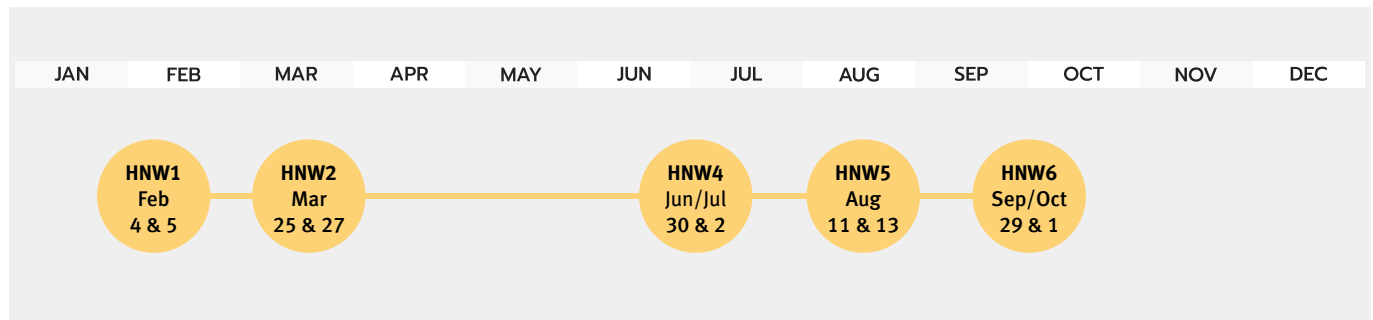 JAN FEB MAR APR MAY JUN JUL AUG SEP OCT NOV DEC
HNW1
Feb
4 & 5
HNW2
Mar
25 & 27
HNW4
Jun/Jul
30 & 2
HNW5
Aug
11 & 13
HNW6
Sep/Oct
29 & 1